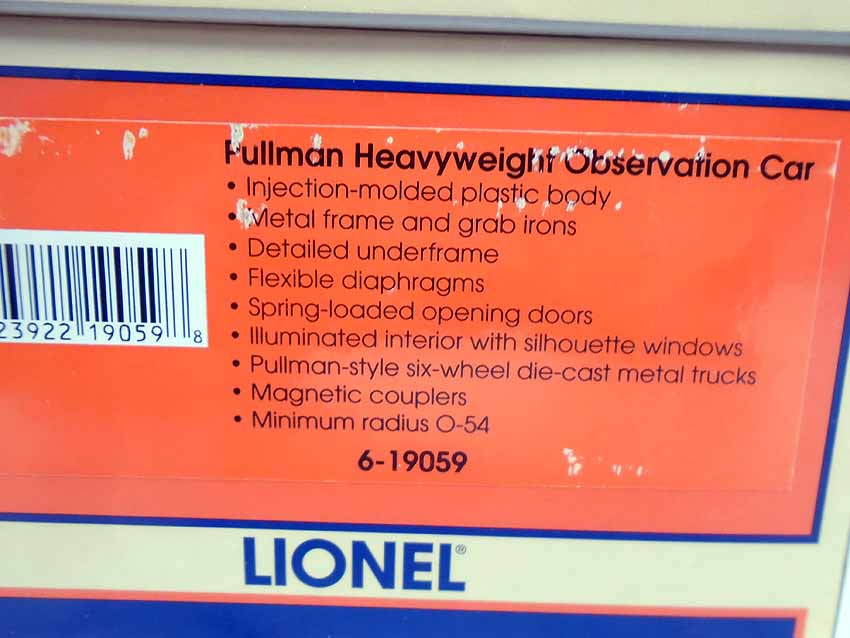 Pullman Heavyweight Observation Car
• Injection-molded plastic body
• Metal frame and grab irons
• Detailed underframe
• Flexible diaphragms
• Spring-loaded opening doors
• Illuminated interior with silhouette windows
• Pullman-style six-wheel die-cast metal trucks
• Magnetic couplers
• Minimum radius O-54
6-19059
23922 19059 8
LIONEL®